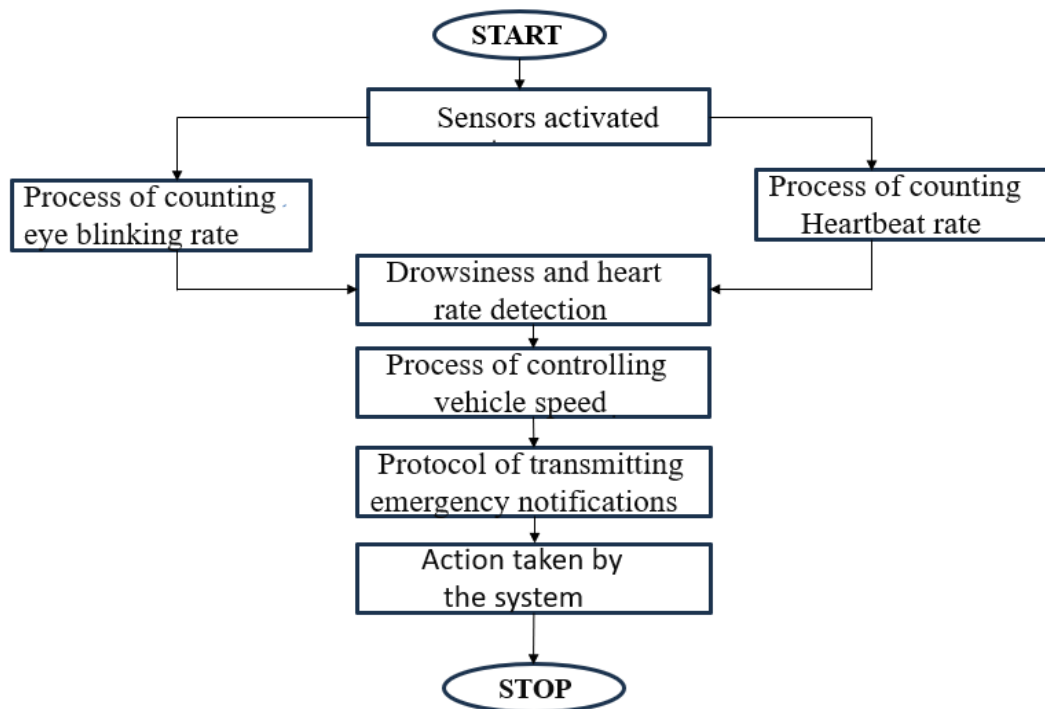 START
Sensors activated
Process of counting
eye blinking rate
Process of counting
Heartbeat rate
Drowsiness and heart
rate detection
Process of controlling
vehicle speed
Protocol of transmitting
emergency notifications
Action taken by
the system
STOP